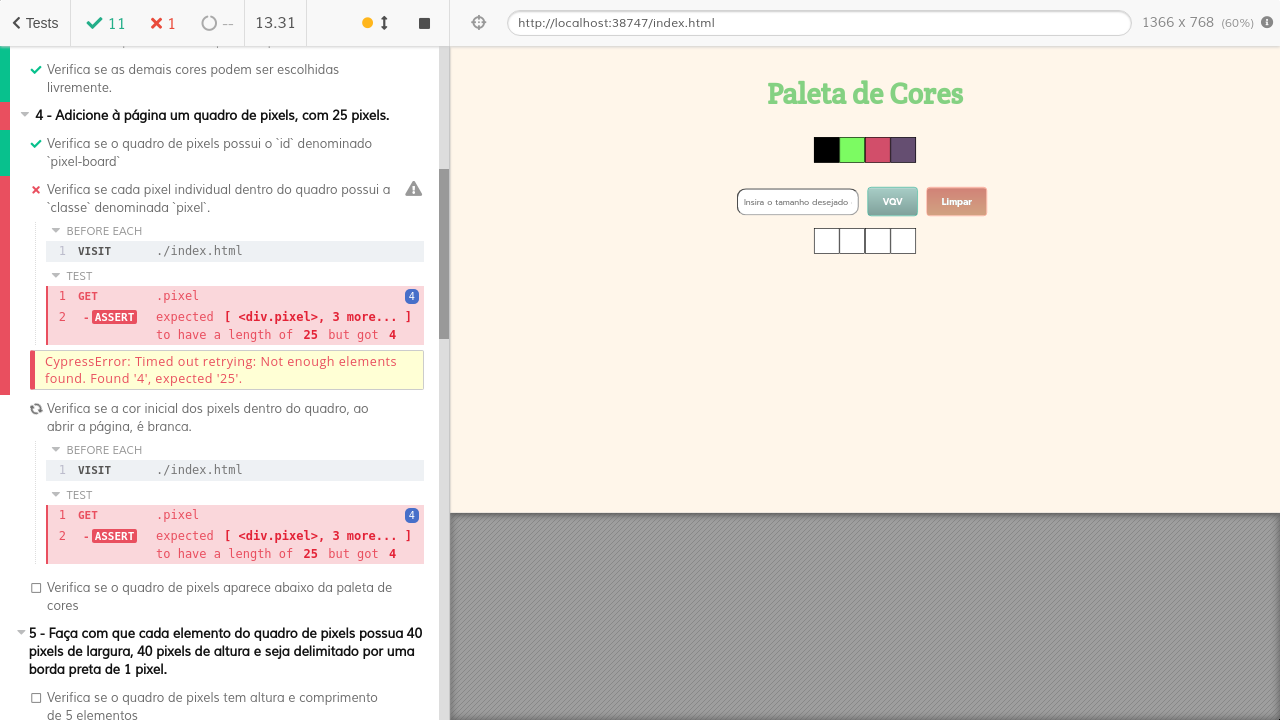 Tests
11
1
--
13.31
http://localhost:38747/index.html
1366 x 768 (60%)
Verifica se as demais cores podem ser escolhidas
livremente.
4 - Adicione à página um quadro de pixels, com 25 pixels.
Verifica se o quadro de pixels possui o `id` denominado
`pixel-board`
Verifica se cada pixel individual dentro do quadro possui a
`classe` denominada `pixel`.
BEFORE EACH
1 VISIT ./index.html
TEST
1 GET .pixel 4
2 -ASSERT expected [ <div.pixel>, 3 more... ]
to have a length of 25 but got 4
CypressError: Timed out retrying: Not enough elements
found. Found '4', expected '25'.
Verifica se a cor inicial dos pixels dentro do quadro, ao
abrir a página, é branca.
BEFORE EACH
1 VISIT ./index.html
TEST
1 GET .pixel 4
2 -ASSERT expected [ <div.pixel>, 3 more... ]
to have a length of 25 but got 4
Verifica se o quadro de pixels aparece abaixo da paleta de
cores
5 - Faça com que cada elemento do quadro de pixels possua 40
pixels de largura, 40 pixels de altura e seja delimitado por uma
borda preta de 1 pixel.
Verifica se o quadro de pixels tem altura e comprimento
de 5 elementos
Paleta de Cores
Insira o tamanho desejado
VQV
Limpar